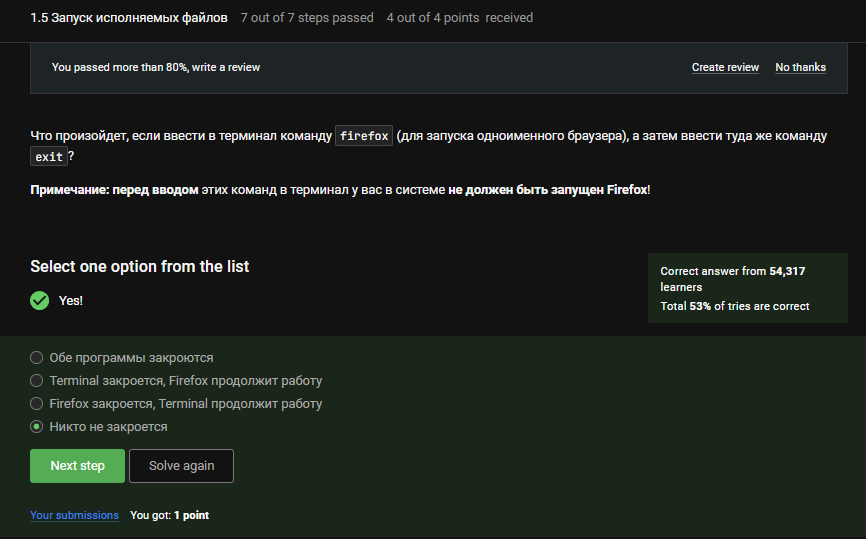 1.5 Запуск исполняемых файлов 7 out of 7 steps passed 4 out of 4 points received
You passed more than 80%, write a review Create review No thanks
Что произойдет, если ввести в терминал команду firefox (для запуска одноименного браузера), а затем ввести туда же команду
exit?
Примечание: перед вводом этих команд в терминал у вас в системе не должен быть запущен Firefox!
Select one option from the list
Yes!
Correct answer from 54,317
learners
Total 53% of tries are correct
Обе программы закроются
Terminal закроется, Firefox продолжит работу
Firefox закроется, Terminal продолжит работу
Никто не закроется
Next step Solve again
Your submissions You got: 1 point